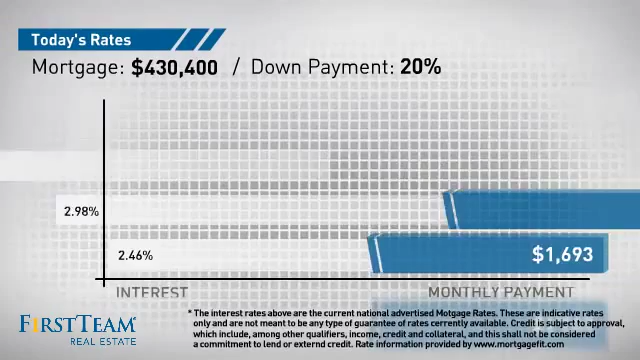 Today's Rates
Mortgage: $430,400 / Down Payment: 20%
2.98%
2.46%
$1,693
INTEREST
MONTHLY PAYMENT
FIRSTTEAM®
REAL ESTATE
* The interest rates above are the current national advertised Motgage Rates. These are indicative rates
only and are not meant to be any type of guarantee of rates cerrently available. Credit is subject to approval,
which include, among other qualifiers, income, credit and collateral, and this shall not be considered
a commitment to lend or externd credit. Rate information provided by www.mortgagefit.com